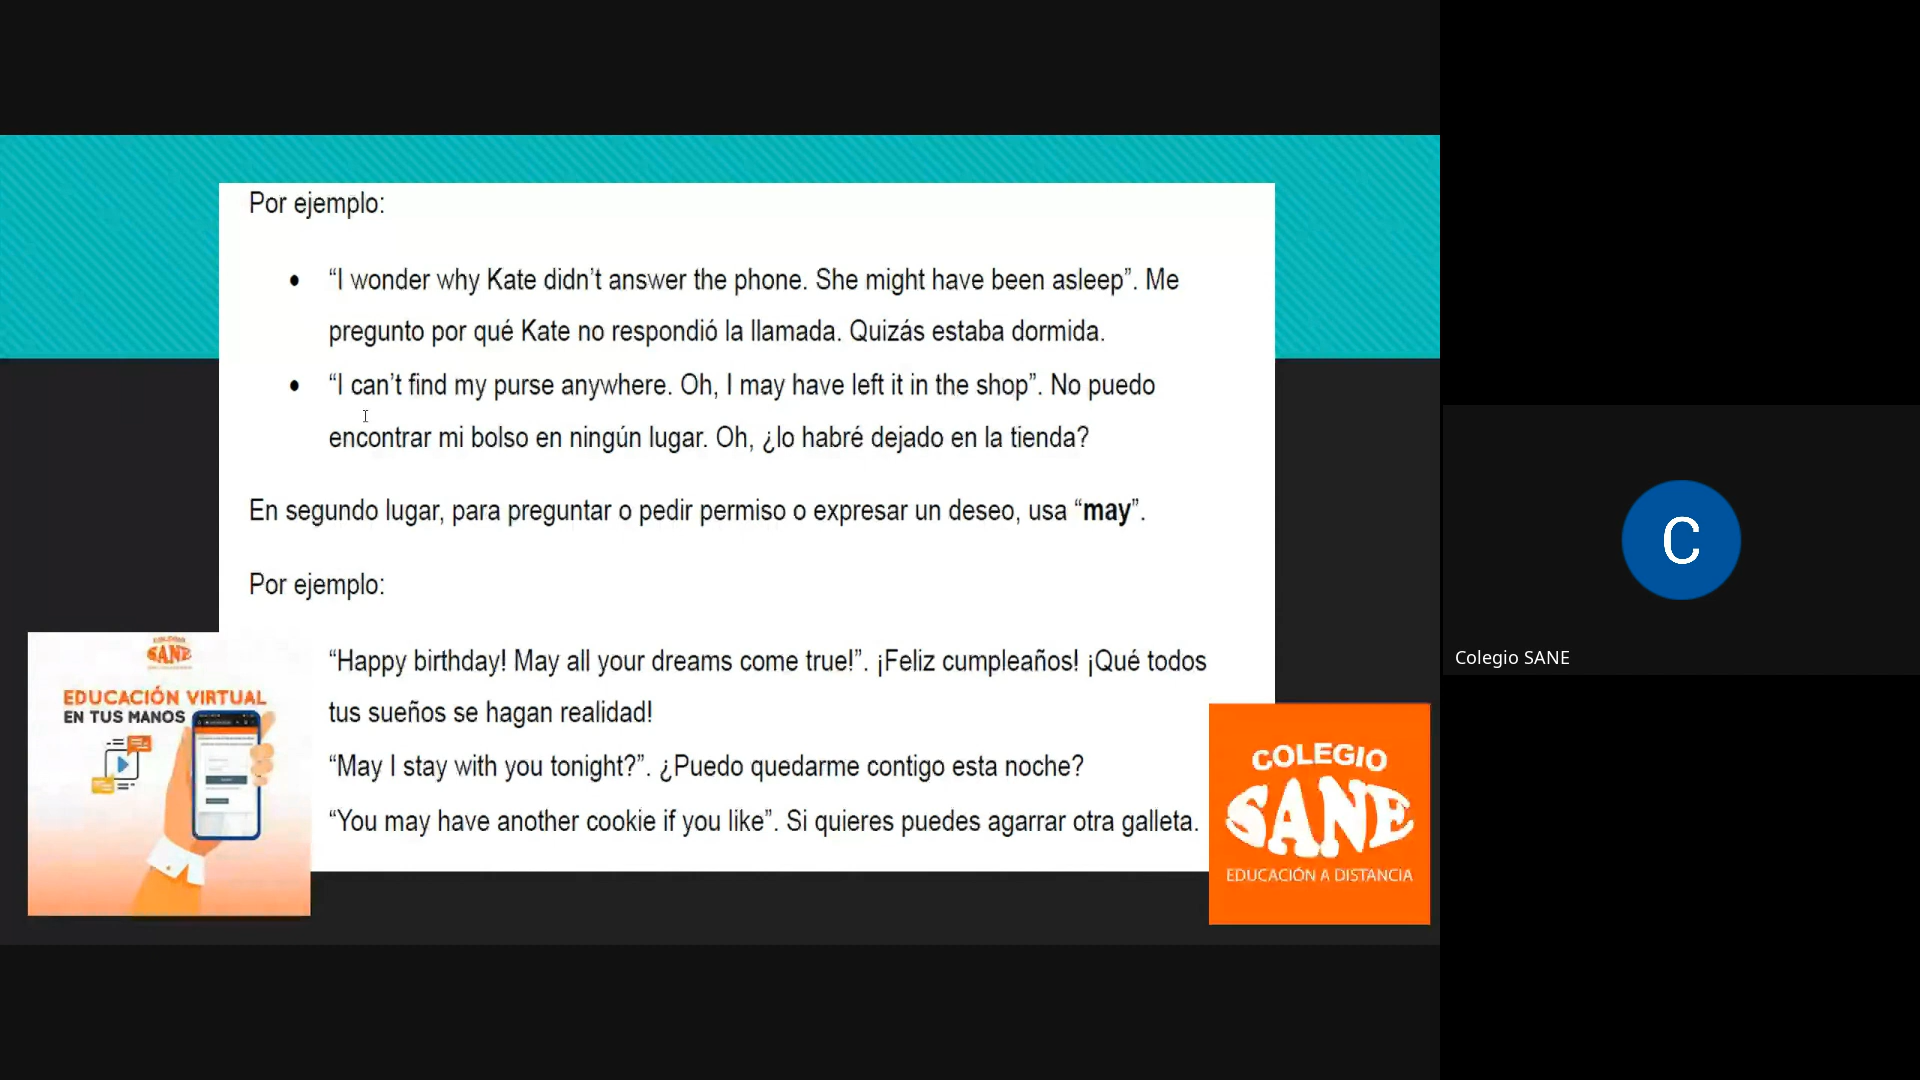 Por ejemplo:
“I wonder why Kate didn’t answer the phone. She might have been asleep”. Me
pregunto por qué Kate no respondió la llamada. Quizás estaba dormida.
“I can’t find my purse anywhere. Oh, I may have left it in the shop”. No puedo
encontrar mi bolso en ningún lugar. Oh, ¿lo habré dejado en la tienda?
En segundo lugar, para preguntar o pedir permiso o expresar un deseo, usa “may”.
Por ejemplo:
“Happy birthday! May all your dreams come true!”. ¡Feliz cumpleaños! ¡Qué todos
tus sueños se hagan realidad!
“May I stay with you tonight?”. ¿Puedo quedarme contigo esta noche?
“You may have another cookie if you like”. Si quieres puedes agarrar otra galleta.
COLEGIO
SANE
EDUCACIÓN VIRTUAL
EN TUS MANOS
COLEGIO
SANE
EDUCACIÓN A DISTANCIA
C
Colegio SANE